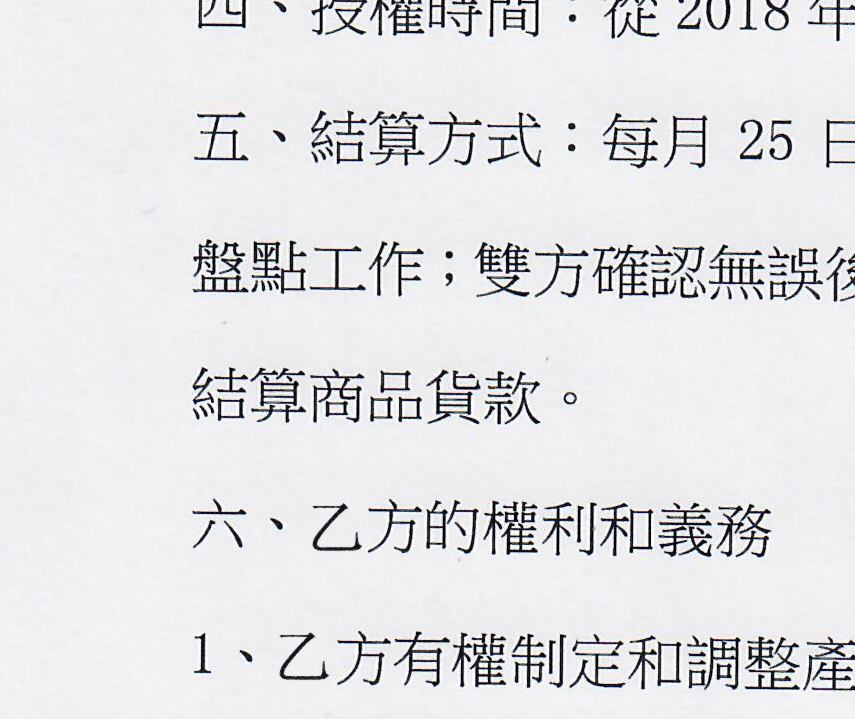 四、授權時間：從 2018 年
五、結算方式：每月 25 日
盤點工作；雙方確認無誤後
結算商品貨款。
六、乙方的權利和義務
1、乙方有權制定和調整產